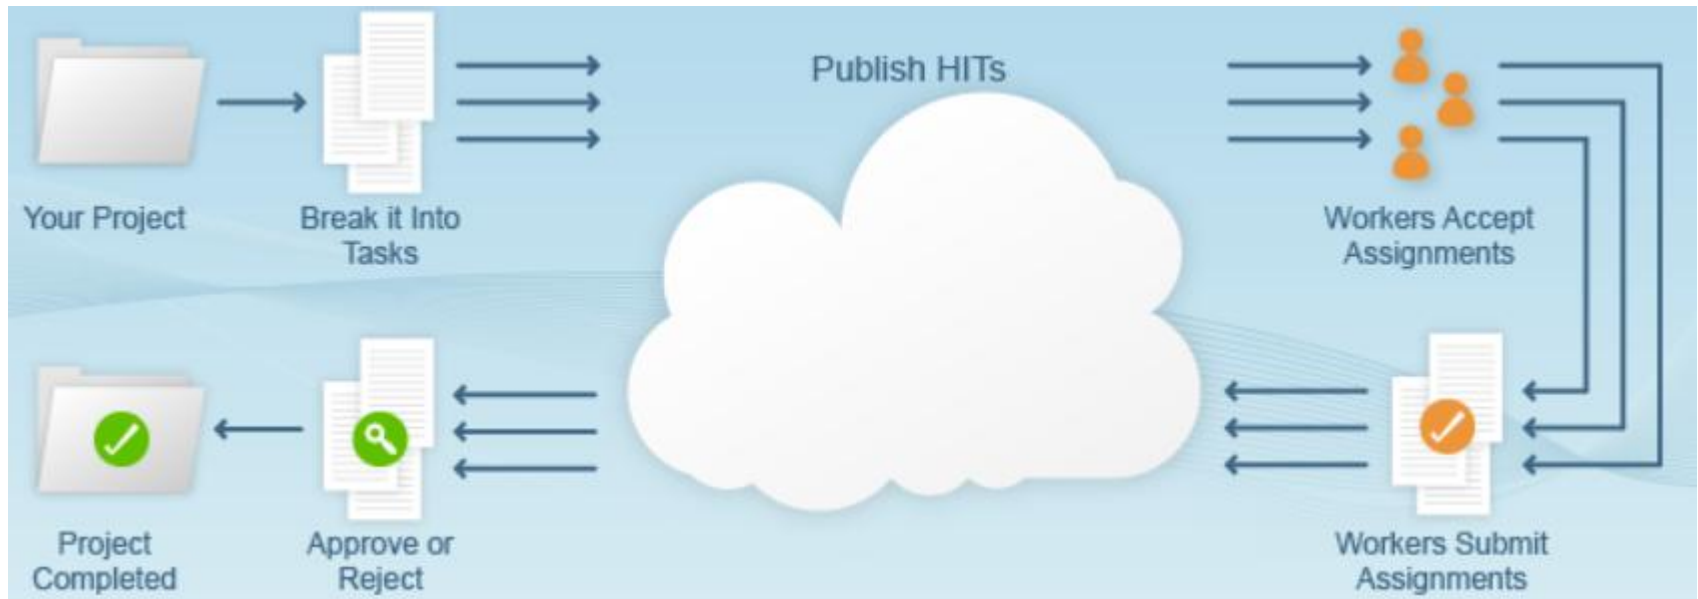 Publish HITs
Your Project
Break it Into
Tasks
Workers Accept
Assignments
Project
Completed
Approve or
Reject
Workers Submit
Assignments